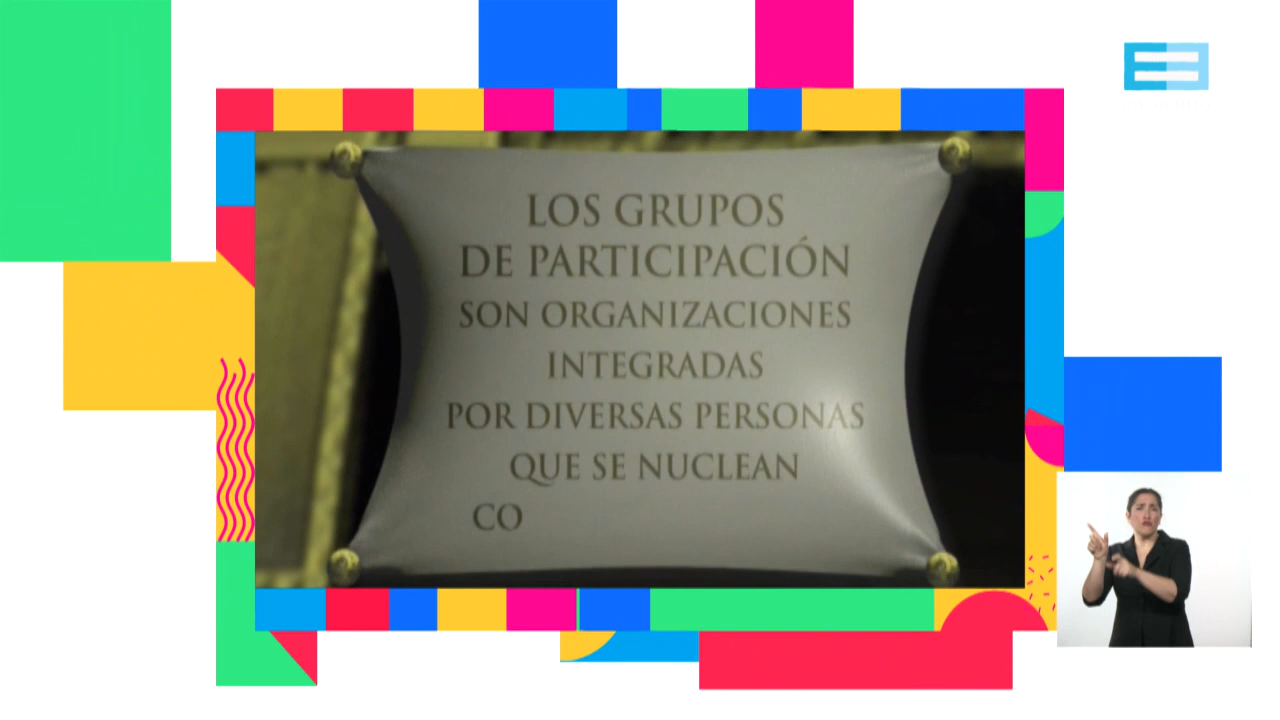 LOS GRUPOS
DE PARTICIPACIÓN
SON ORGANIZACIONES
INTEGRADAS
POR DIVERSAS PERSONAS
QUE SE NUCLEAN
CO